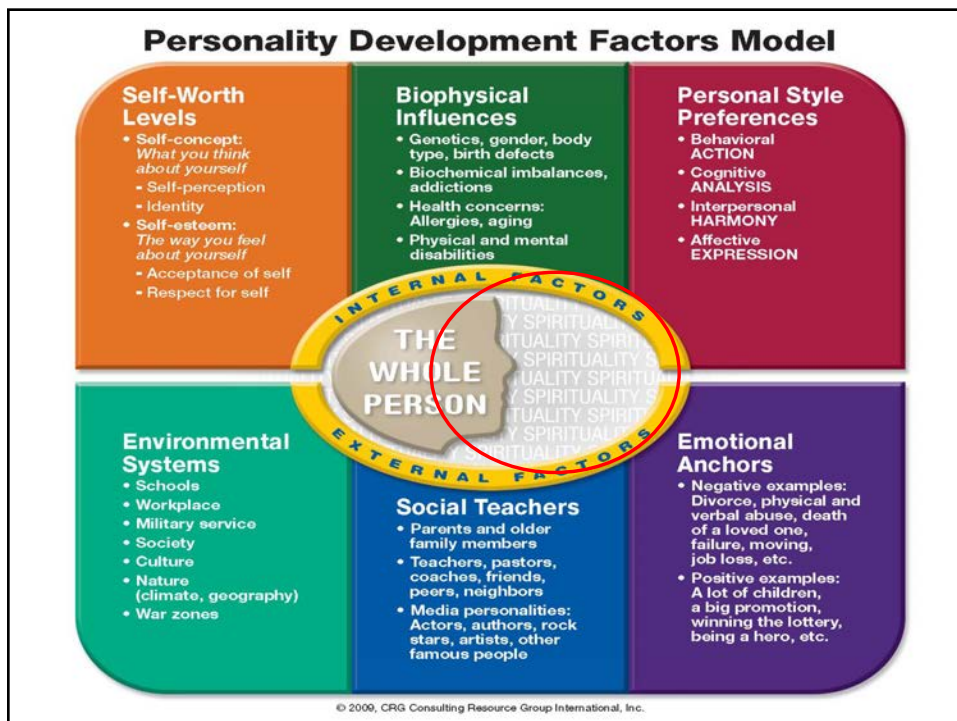 Personality Development Factors Model
Self-Worth
Levels
• Self-concept:
What you think
about yourself
- Self-perception
- Identity
• Self-esteem:
The way you feel
about yourself
- Acceptance of self
- Respect for self
Biophysical
Influences
• Genetics, gender, body
type, birth defects
• Biochemical imbalances,
addictions
• Health concerns:
Allergies, aging
• Physical and mental
disabilities
Personal Style
Preferences
• Behavioral
ACTION
• Cognitive
ANALYSIS
• Interpersonal
HARMONY
• Affective
EXPRESSION
INTERNAL FACTORS
THE
WHOLE
PERSON
SPIRITUALITY
SPIRITUALITY
SPIRITUALITY
SPIRITUALITY
EXTERNAL FACTORS
Environmental
Systems
• Schools
• Workplace
• Military service
• Society
• Culture
• Nature
(climate, geography)
• War zones
Social Teachers
• Parents and older
family members
• Teachers, pastors,
coaches, friends,
peers, neighbors
• Media personalities:
Actors, authors, rock
stars, artists, other
famous people
Emotional
Anchors
• Negative examples:
Divorce, physical and
verbal abuse, death
of a loved one,
failure, moving,
job loss, etc.
• Positive examples:
A lot of children,
a big promotion,
winning the lottery,
being a hero, etc.
© 2009, CRG Consulting Resource Group International, Inc.